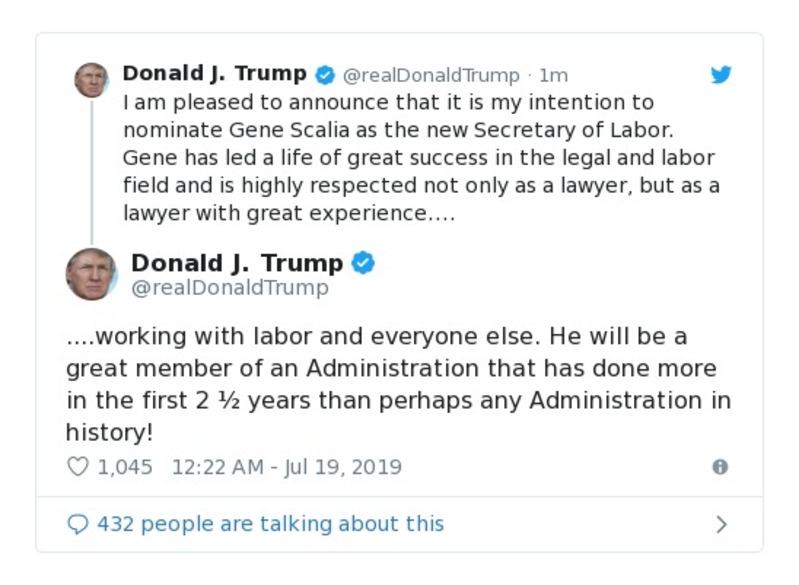 Donald J. Trump @realDonaldTrump · 1m
I am pleased to announce that it is my intention to
nominate Gene Scalia as the new Secretary of Labor.
Gene has led a life of great success in the legal and labor
field and is highly respected not only as a lawyer, but as a
lawyer with great experience....
Donald J. Trump
@realDonaldTrump
....working with labor and everyone else. He will be a
great member of an Administration that has done more
in the first 2 ½ years than perhaps any Administration in
history!
1,045 12:22 AM - Jul 19, 2019
432 people are talking about this